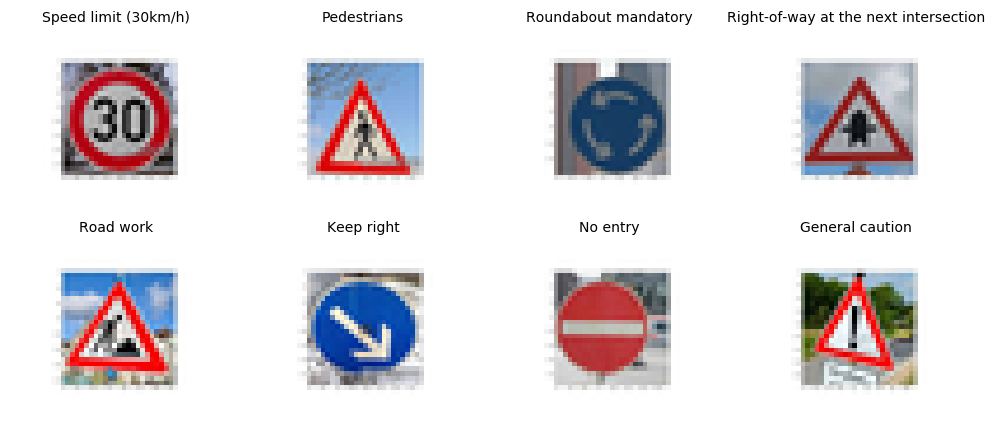 Speed limit (30km/h)
Pedestrians
Roundabout mandatory
Right-of-way at the next intersection
30
Road work
Keep right
No entry
General caution